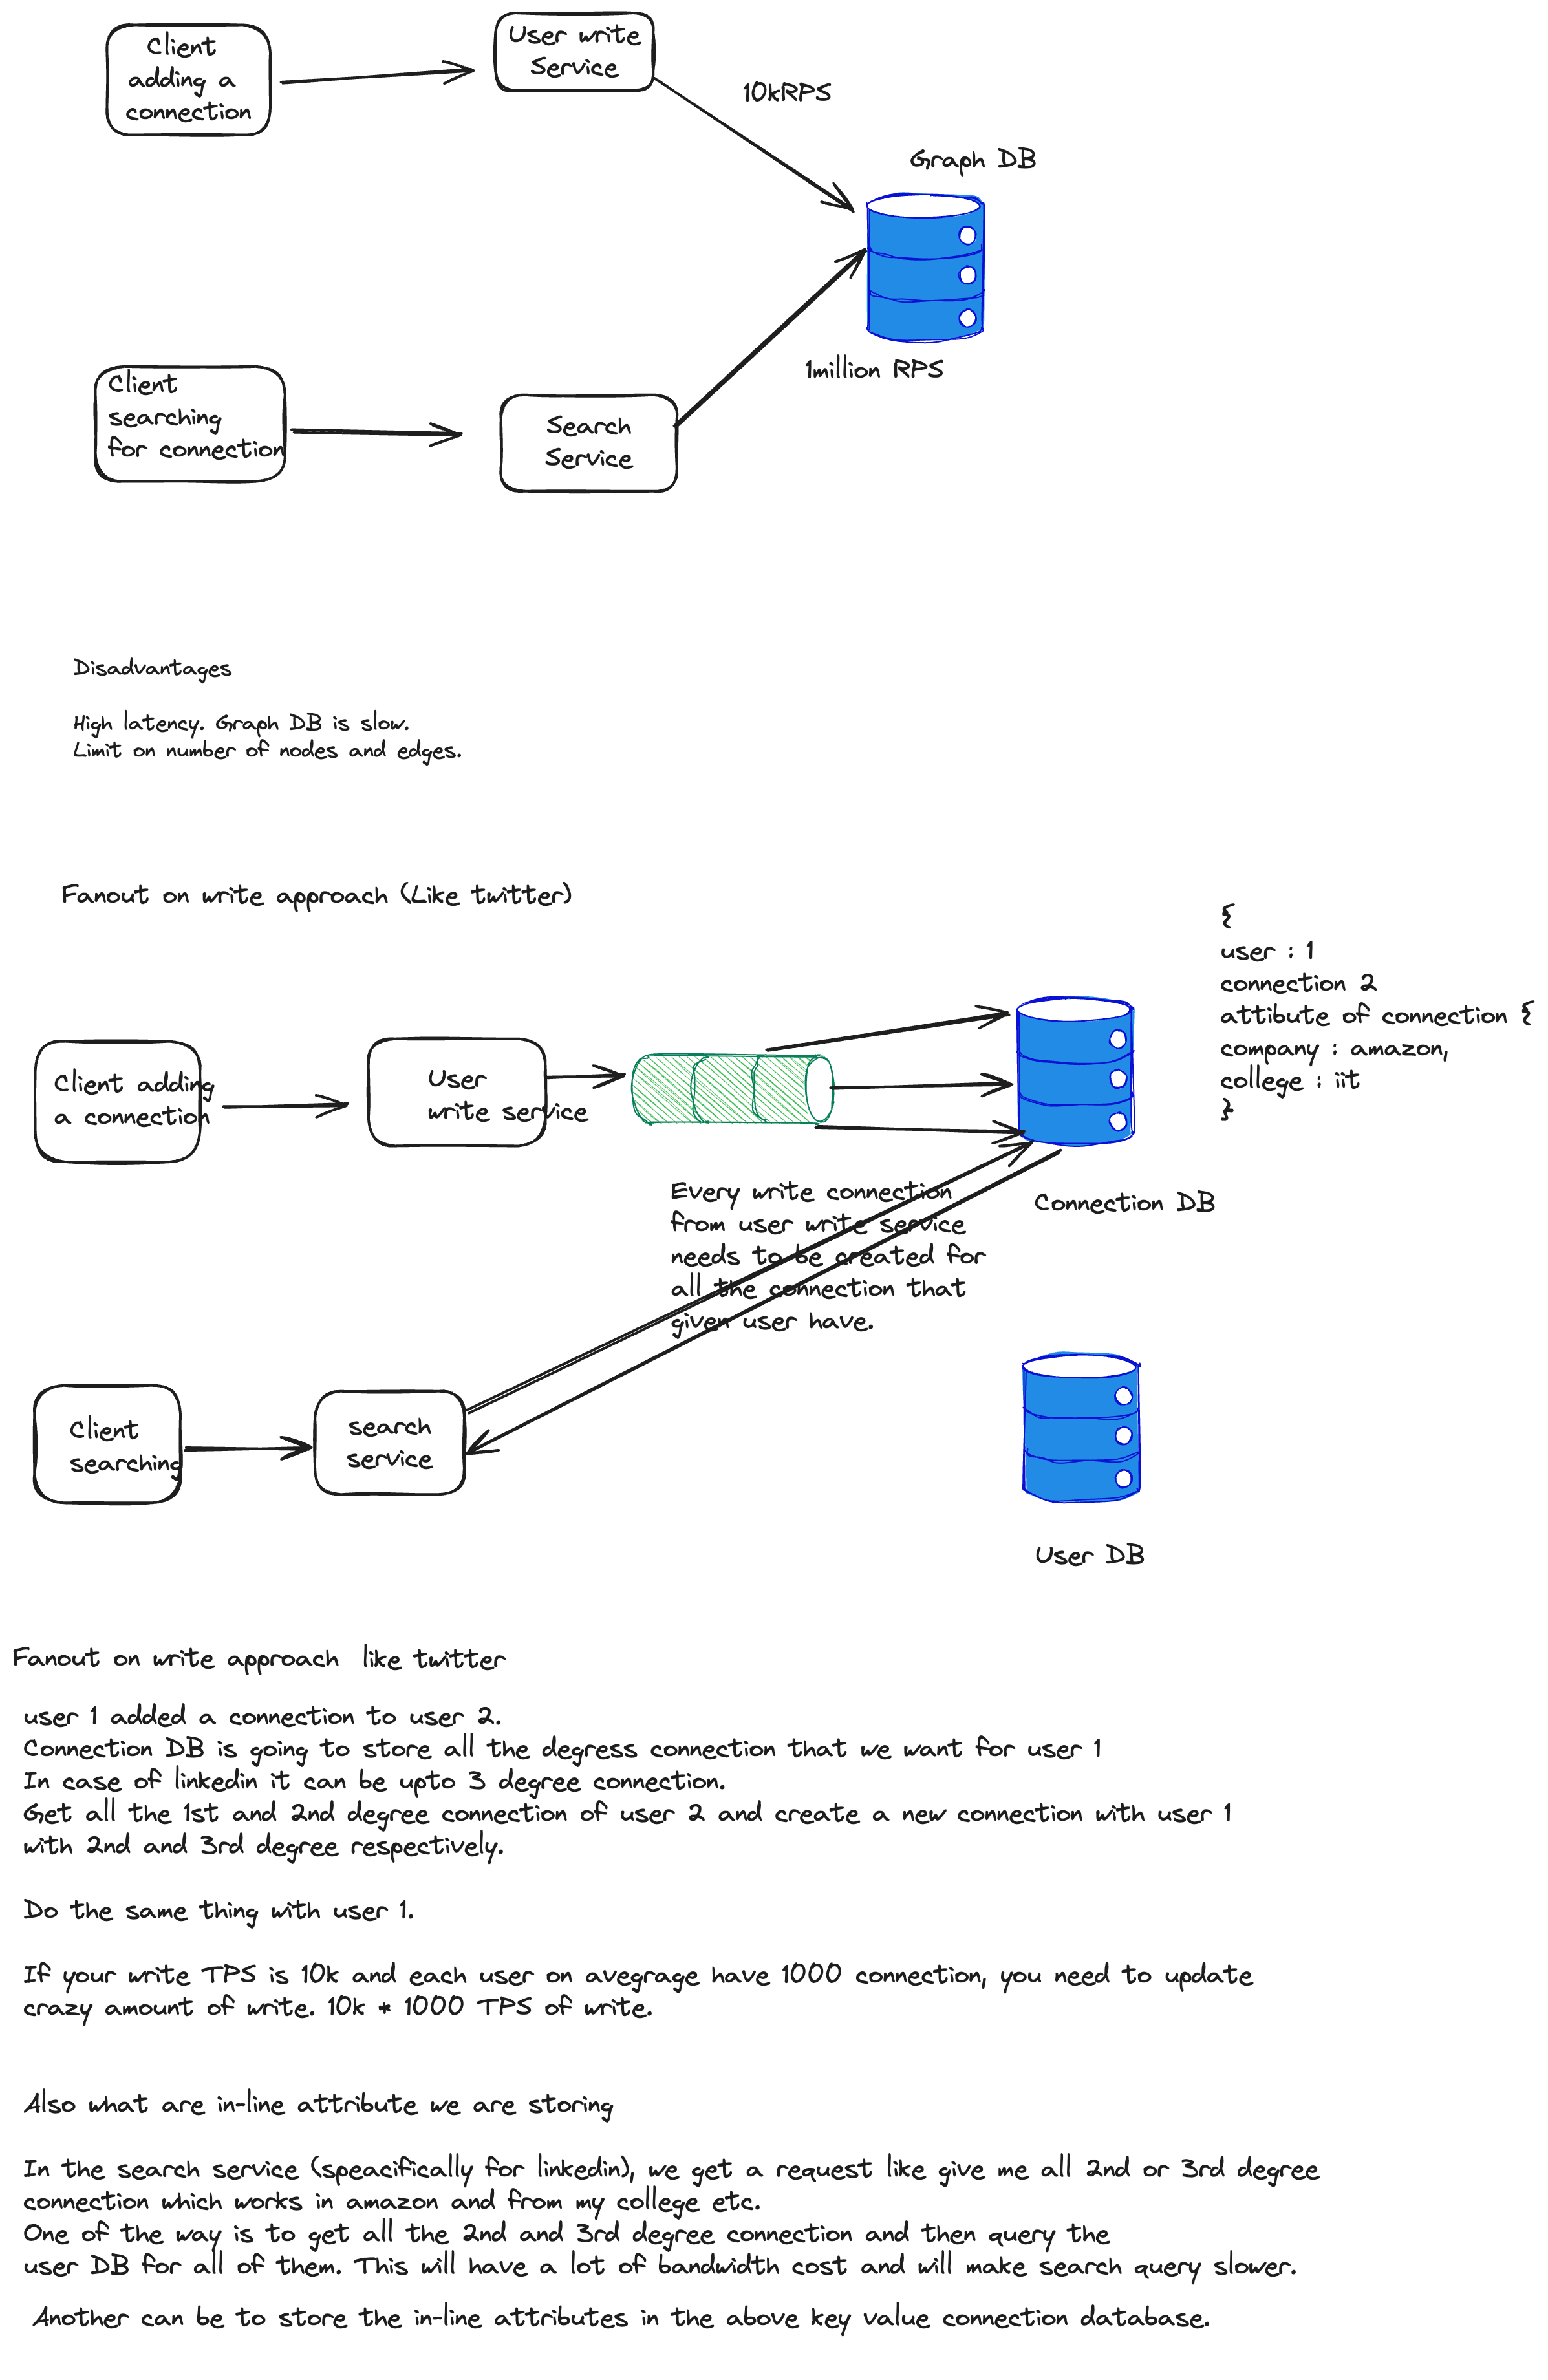 Client
adding a
connection
User write
Service
10kRPS
Graph DB
1million RPS
Client
searching
for connection
Search
Service
Disadvantages
High latency. Graph DB is slow.
Limit on number of nodes and edges.
Fanout on write approach (Like twitter)
{
user : 1
connection 2
attibute of connection {
company : amazon,
college : iit
}
Client adding
a connection
User
write service
Every write connection
from user write service
needs to be created for
all the connection that
given user have.
Connection DB
Client
searching
search
service
User DB
Fanout on write approach like twitter
user 1 added a connection to user 2.
Connection DB is going to store all the degress connection that we want for user 1
In case of linkedin it can be upto 3 degree connection.
Get all the 1st and 2nd degree connection of user 2 and create a new connection with user 1
with 2nd and 3rd degree respectively.
Do the same thing with user 1.
If your write TPS is 10k and each user on avegrage have 1000 connection, you need to update
crazy amount of write. 10k * 1000 TPS of write.
Also what are in-line attribute we are storing
In the search service (speacifically for linkedin), we get a request like give me all 2nd or 3rd degree
connection which works in amazon and from my college etc.
One of the way is to get all the 2nd and 3rd degree connection and then query the
user DB for all of them. This will have a lot of bandwidth cost and will make search query slower.
Another can be to store the in-line attributes in the above key value connection database.